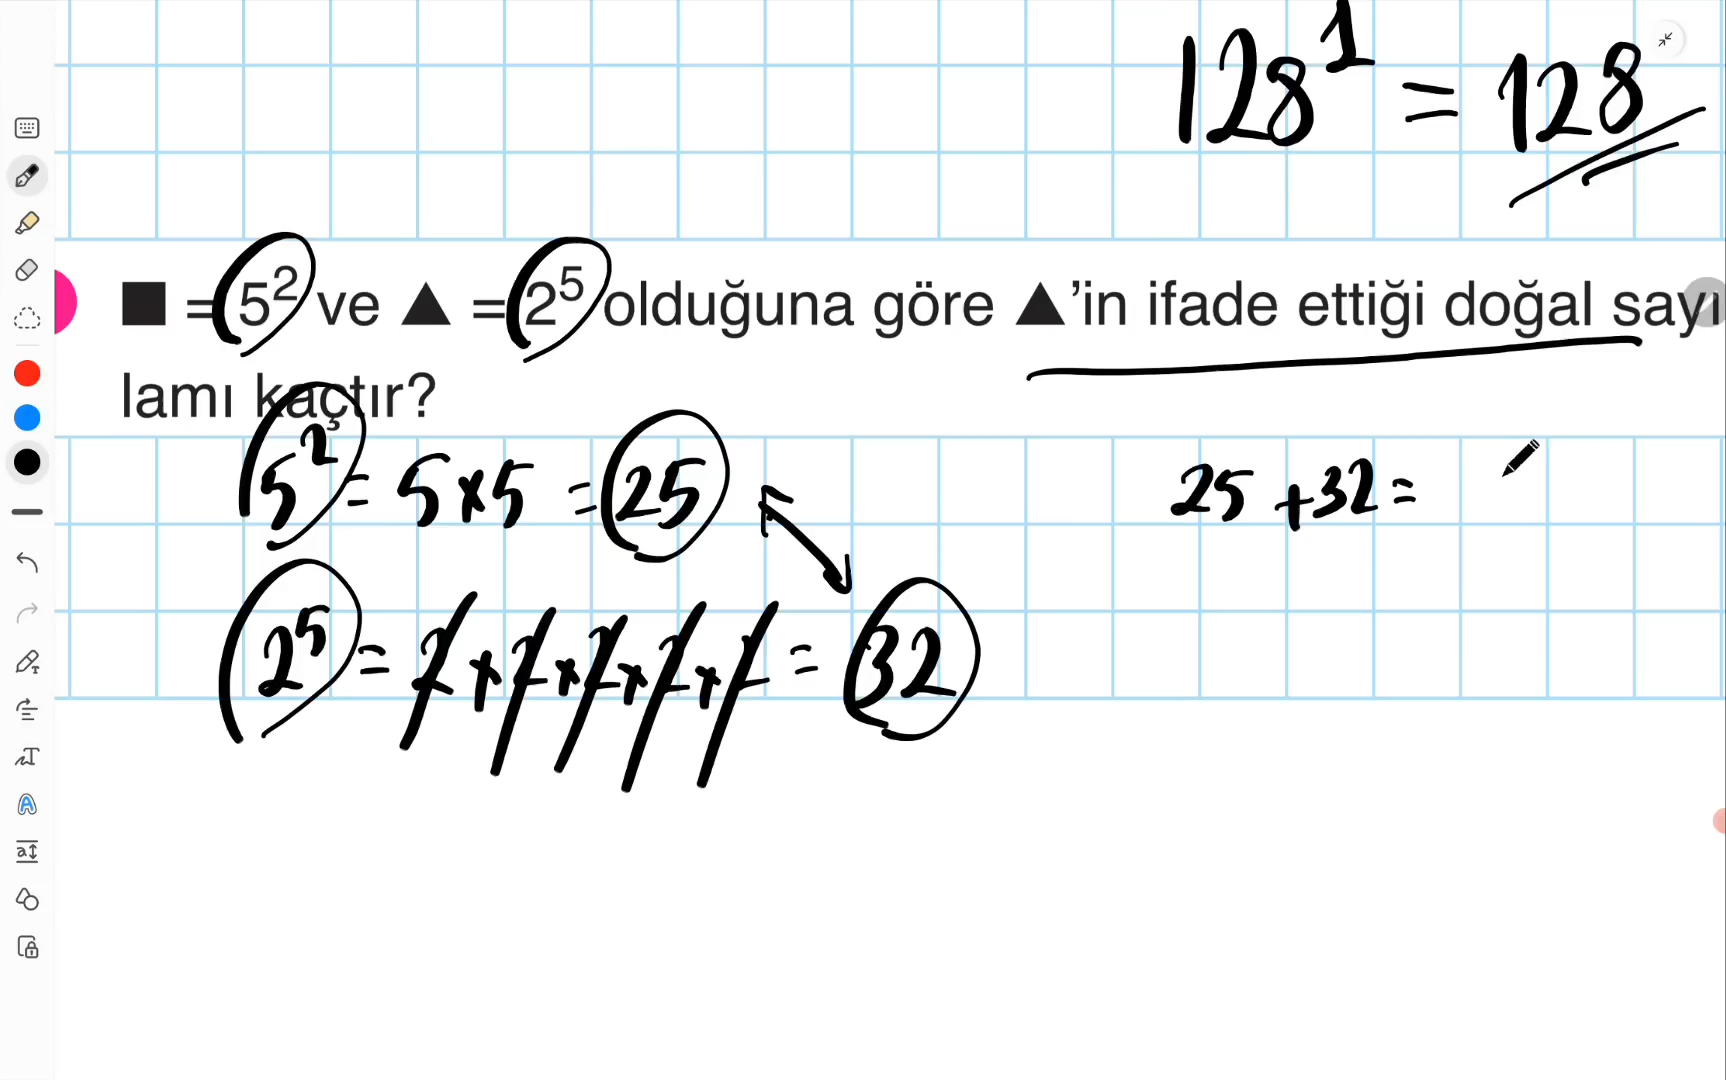 128¹ = 128
■ = 5² ve ▲ = 2⁵ olduğuna göre ▲'in ifade ettiği doğal sayı
lamı kaçtır?
5² = 5x5 = 25
25 + 32 =
2⁵ = 2x2x2x2x2 = 32